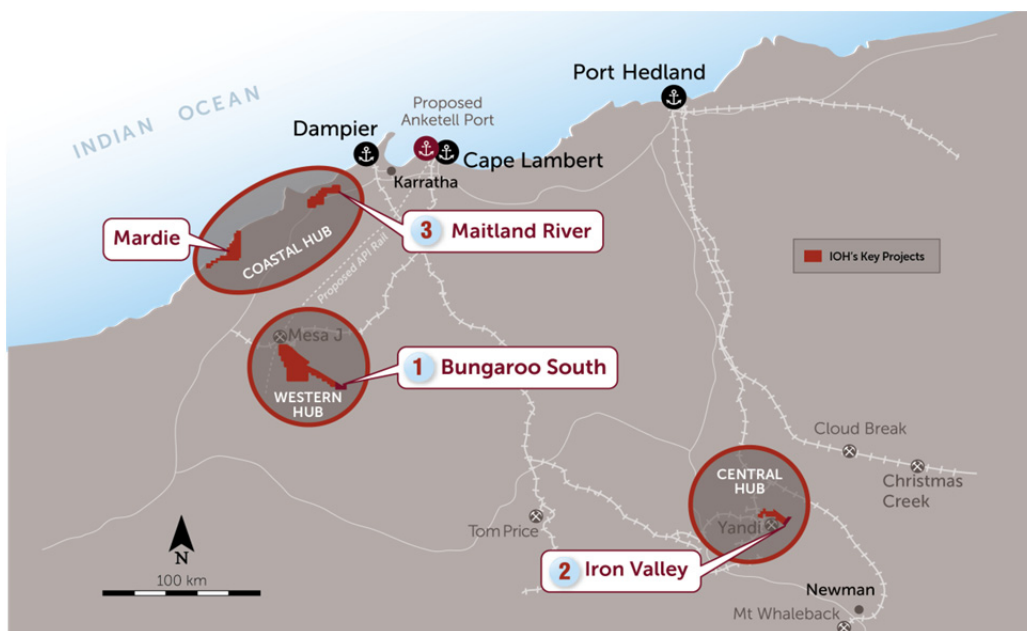 INDIAN OCEAN
Port Hedland
Proposed
Anketell Port
Dampier
Cape Lambert
Karratha
3 Maitland River
Mardie
COASTAL HUB
IOH's Key Projects
Proposed API Rail
Mesa J
1 Bungaroo South
WESTERN
HUB
Cloud Break
CENTRAL
HUB
Christmas
Creek
Yandi
Tom Price
2 Iron Valley
N
100 km
Newman
Mt Whaleback